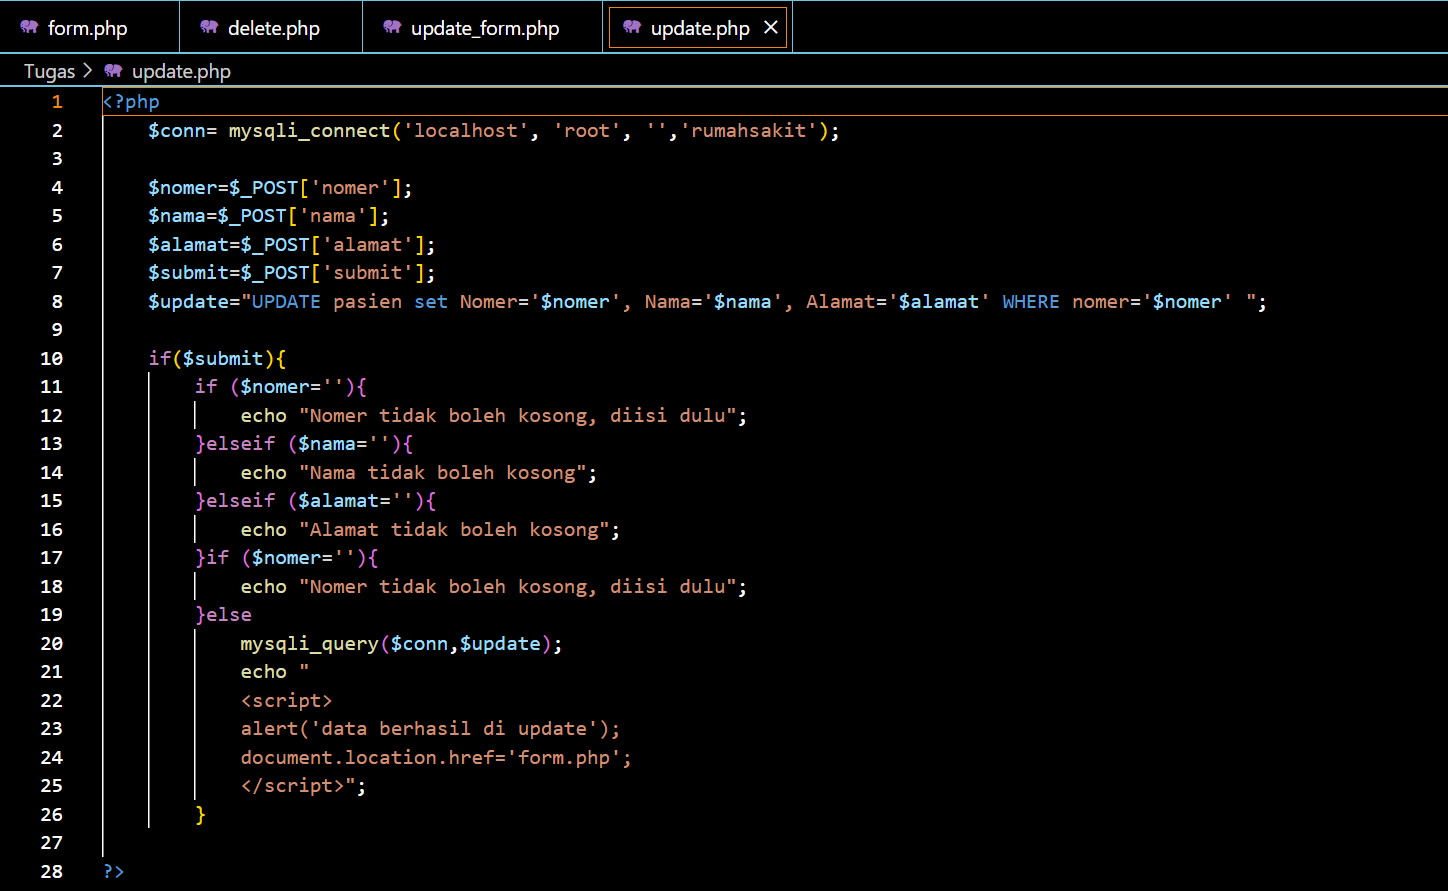 form.php delete.php update_form.php update.php
Tugas > update.php
1 <?php
2 $conn= mysqli_connect('localhost', 'root', '','rumahsakit');
3
4 $nomer=$_POST['nomer'];
5 $nama=$_POST['nama'];
6 $alamat=$_POST['alamat'];
7 $submit=$_POST['submit'];
8 $update="UPDATE pasien set Nomer='$nomer', Nama='$nama', Alamat='$alamat' WHERE nomer='$nomer' ";
9
10 if($submit){
11 if ($nomer=''){
12 echo "Nomer tidak boleh kosong, diisi dulu";
13 }elseif ($nama=''){
14 echo "Nama tidak boleh kosong";
15 }elseif ($alamat=''){
16 echo "Alamat tidak boleh kosong";
17 }if ($nomer=''){
18 echo "Nomer tidak boleh kosong, diisi dulu";
19 }else
20 mysqli_query($conn,$update);
21 echo "
22 <script>
23 alert('data berhasil di update');
24 document.location.href='form.php';
25 </script>";
26 }
27
28 ?>